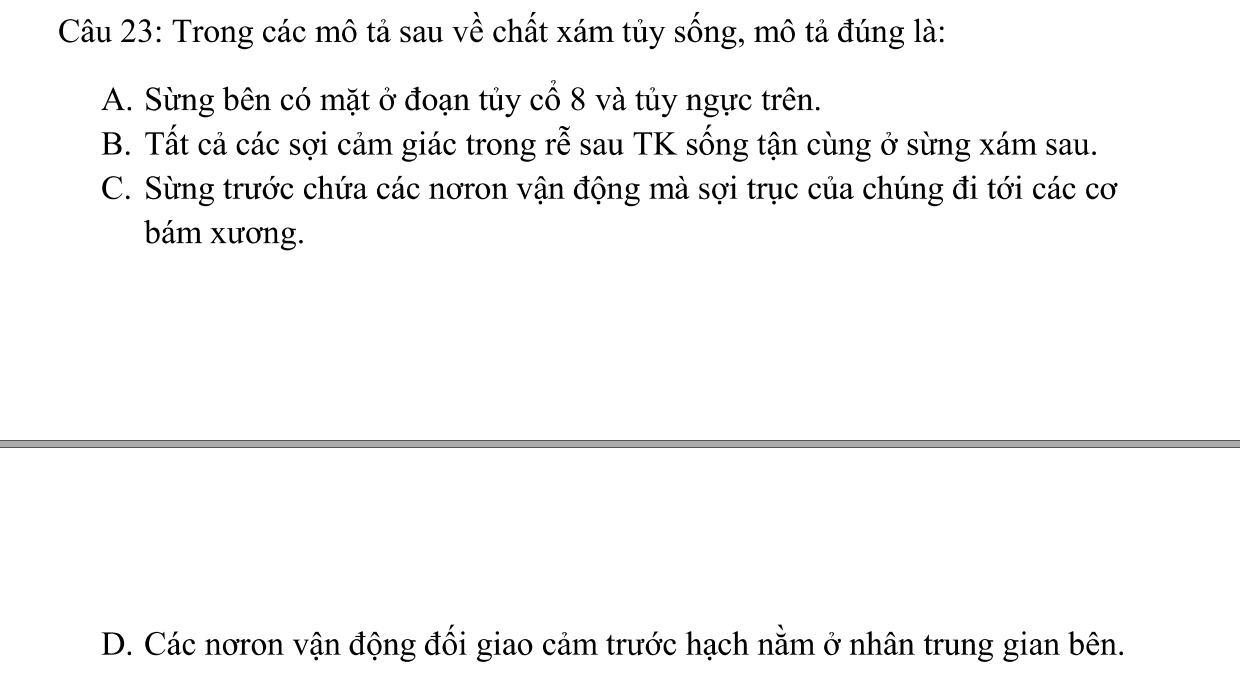 Câu 23: Trong các mô tả sau về chất xám tủy sống, mô tả đúng là:
A. Sừng bên có mặt ở đoạn tủy cổ 8 và tủy ngực trên.
B. Tất cả các sợi cảm giác trong rễ sau TK sống tận cùng ở sừng xám sau.
C. Sừng trước chứa các nơron vận động mà sợi trục của chúng đi tới các cơ
bám xương.
D. Các nơron vận động đối giao cảm trước hạch nằm ở nhân trung gian bên.